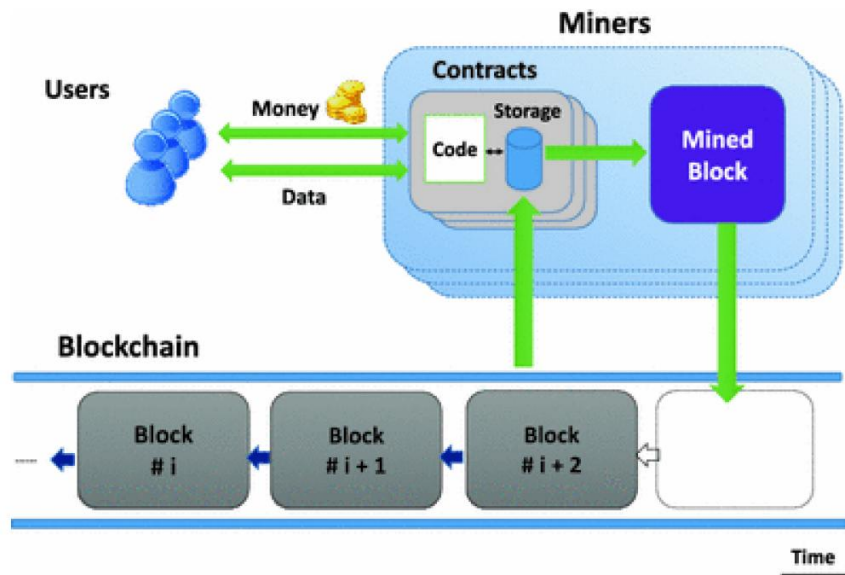 Miners
Contracts
Users
Money
Storage
Code
Mined
Block
Data
Blockchain
Block
# i
Block
# i + 1
Block
# i + 2
.....
Time